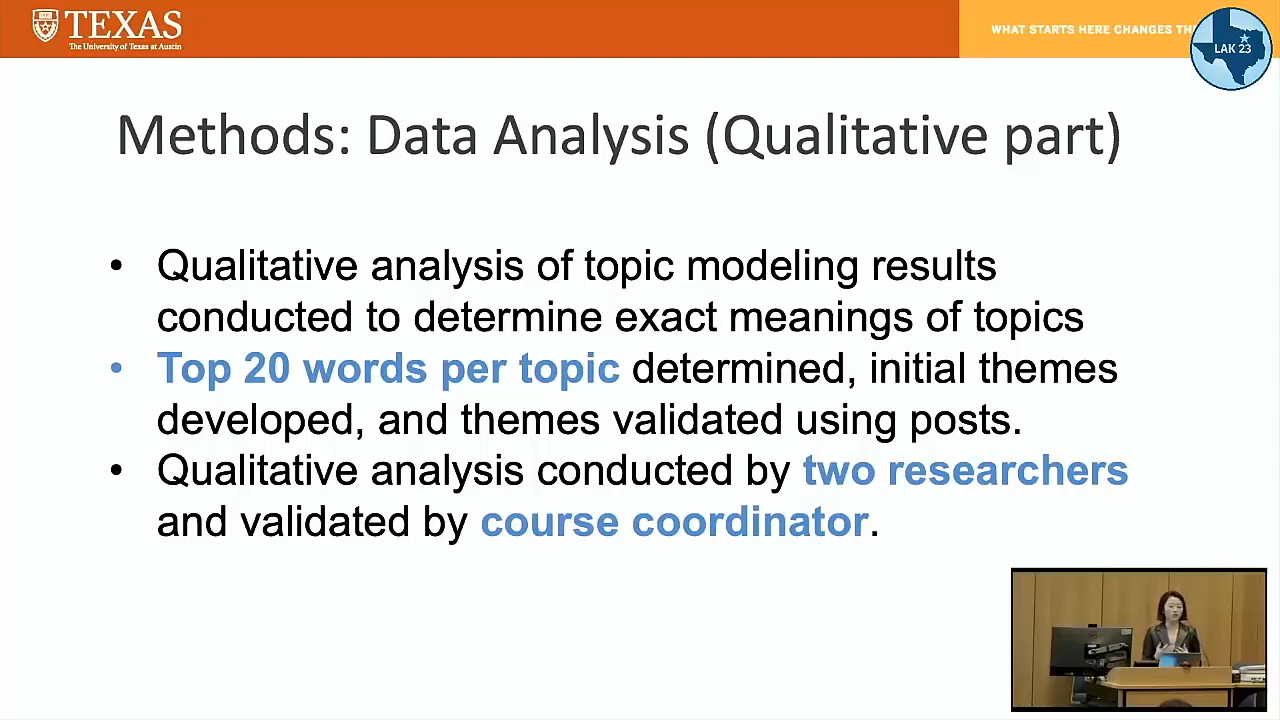 TEXAS
The University of Texas at Austin
WHAT STARTS HERE CHANGES TH
LAK 23
Methods: Data Analysis (Qualitative part)
• Qualitative analysis of topic modeling results
conducted to determine exact meanings of topics
• Top 20 words per topic determined, initial themes
developed, and themes validated using posts.
• Qualitative analysis conducted by two researchers
and validated by course coordinator.